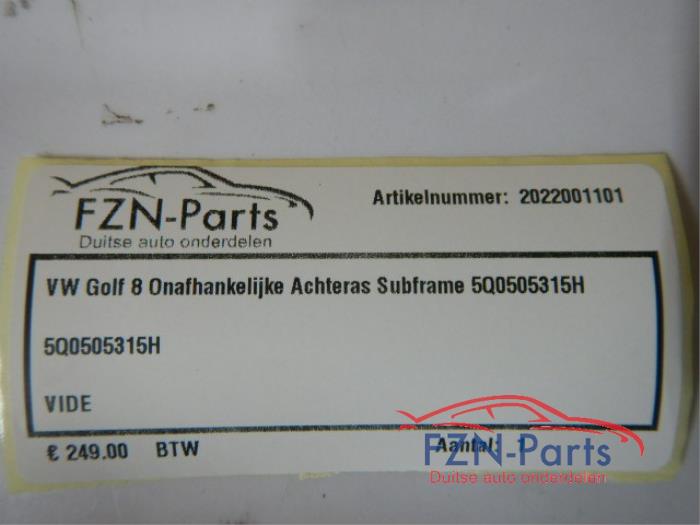 FZN-Parts
Duitse auto onderdelen
Artikelnummer: 2022001101
VW Golf 8 Onafhankelijke Achteras Subframe 5Q0505315H
5Q0505315H
VIDE
€ 249.00 BTW Aantal: 1
FZN-Parts
Duitse auto onderdelen